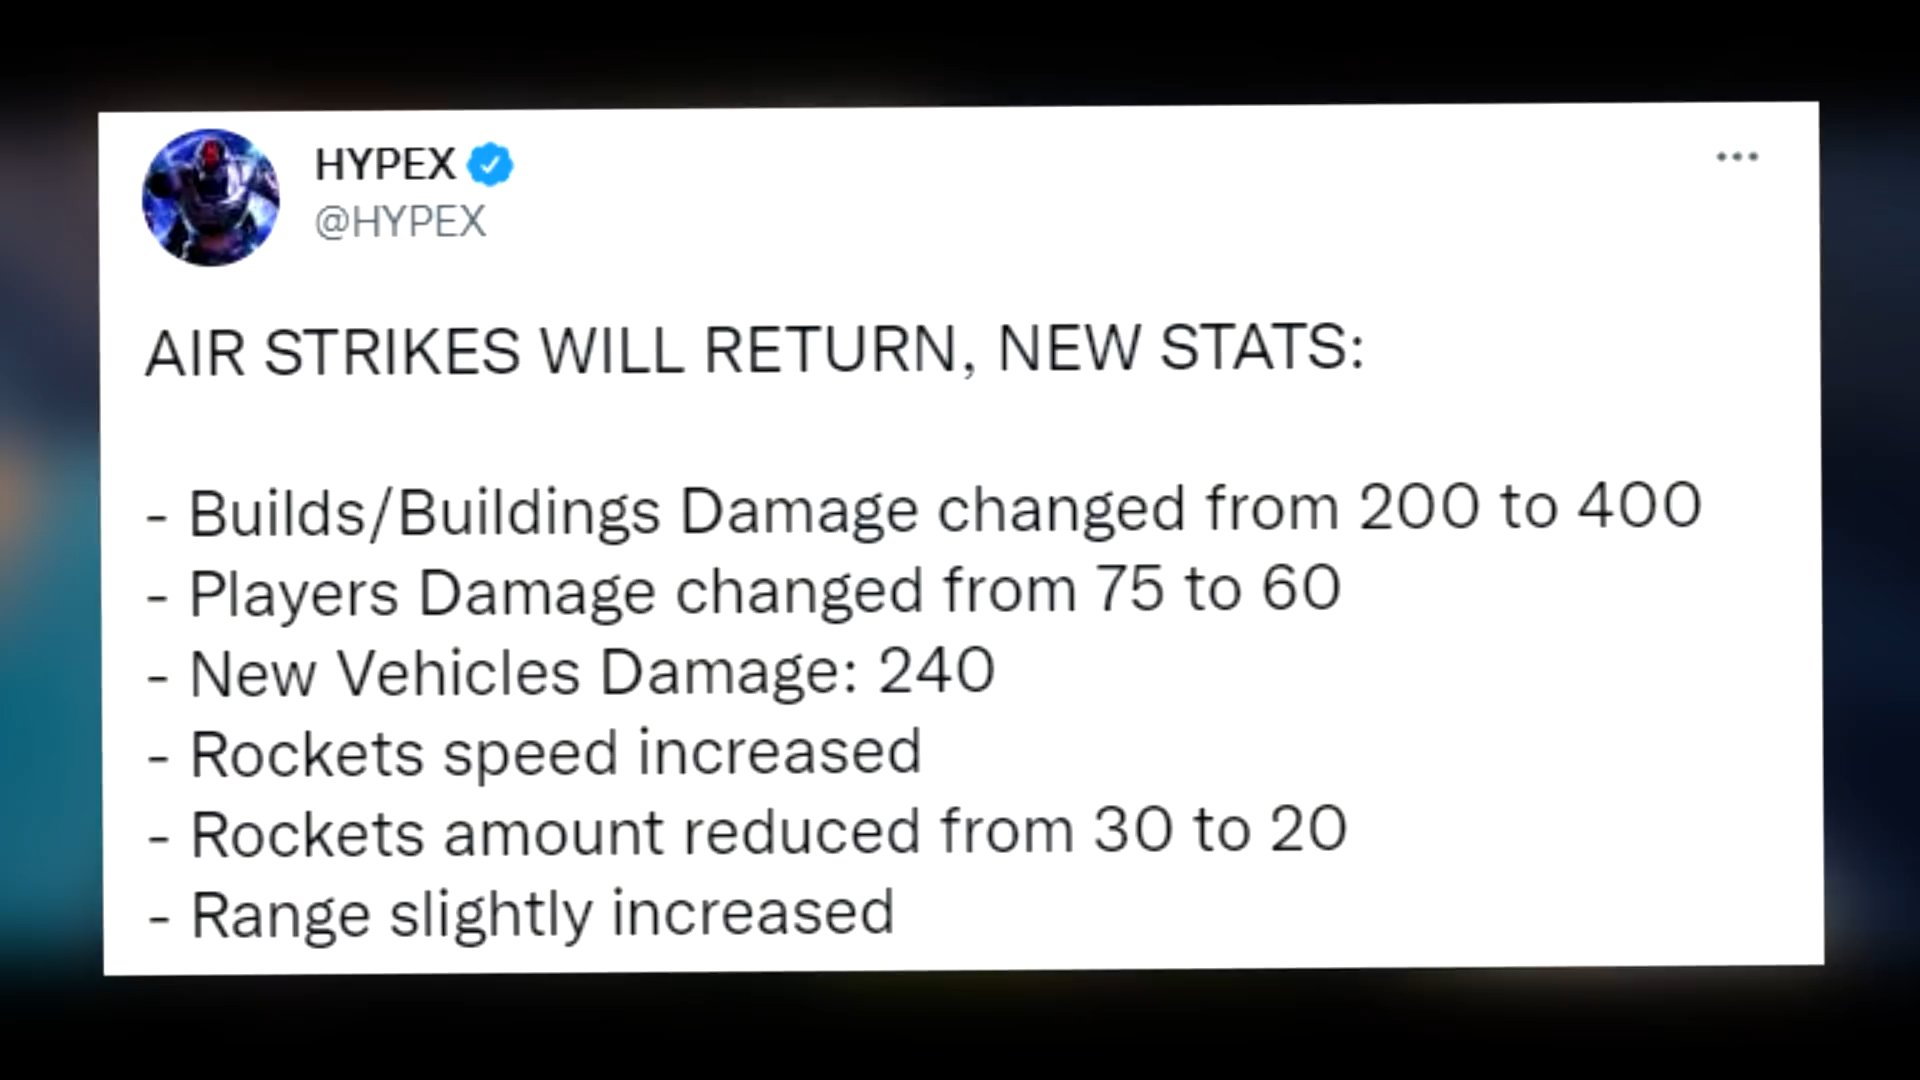 HYPEX
@HYPEX
AIR STRIKES WILL RETURN, NEW STATS:
- Builds/Buildings Damage changed from 200 to 400
- Players Damage changed from 75 to 60
- New Vehicles Damage: 240
- Rockets speed increased
- Rockets amount reduced from 30 to 20
- Range slightly increased